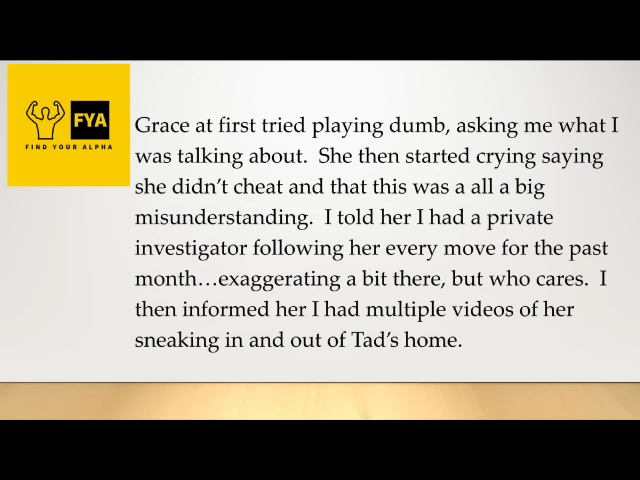 FYA
FIND YOUR ALPHA
Grace at first tried playing dumb, asking me what I
was talking about.  She then started crying saying
she didn’t cheat and that this was a all a big
misunderstanding.  I told her I had a private
investigator following her every move for the past
month…exaggerating a bit there, but who cares.  I
then informed her I had multiple videos of her
sneaking in and out of Tad’s home.